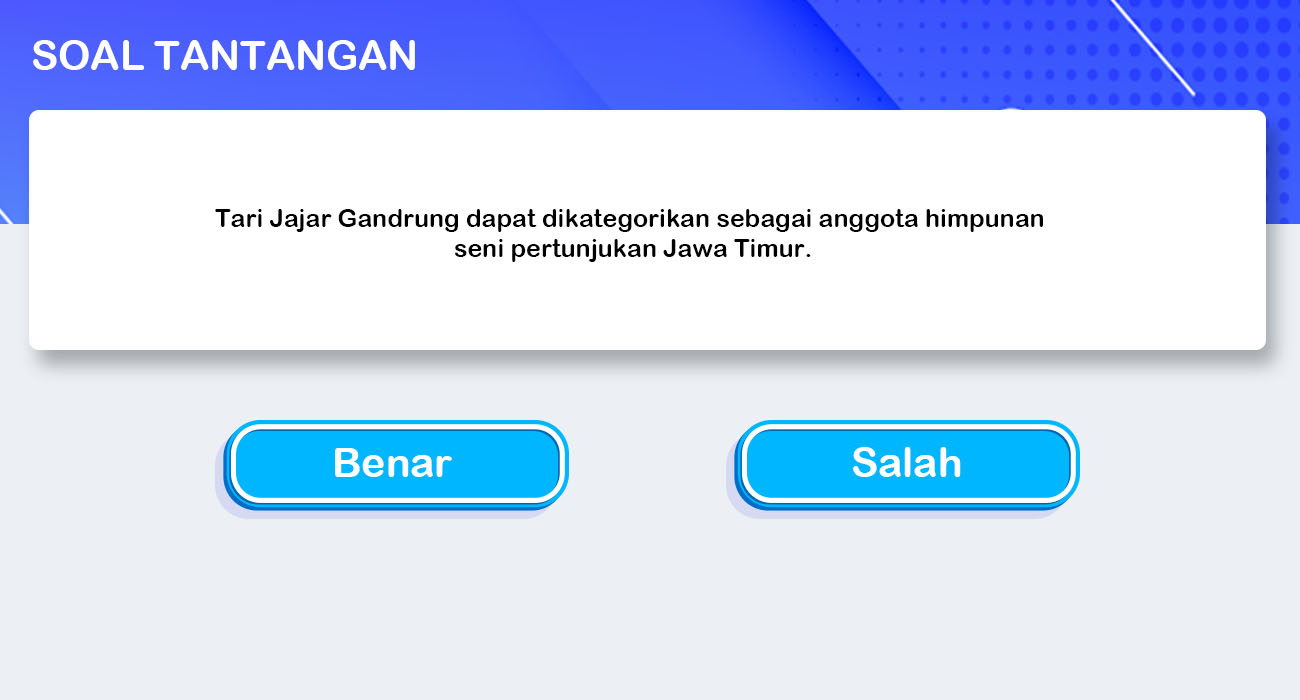 SOAL TANTANGAN
Tari Jajar Gandrung dapat dikategorikan sebagai anggota himpunan
seni pertunjukan Jawa Timur.
Benar
Salah